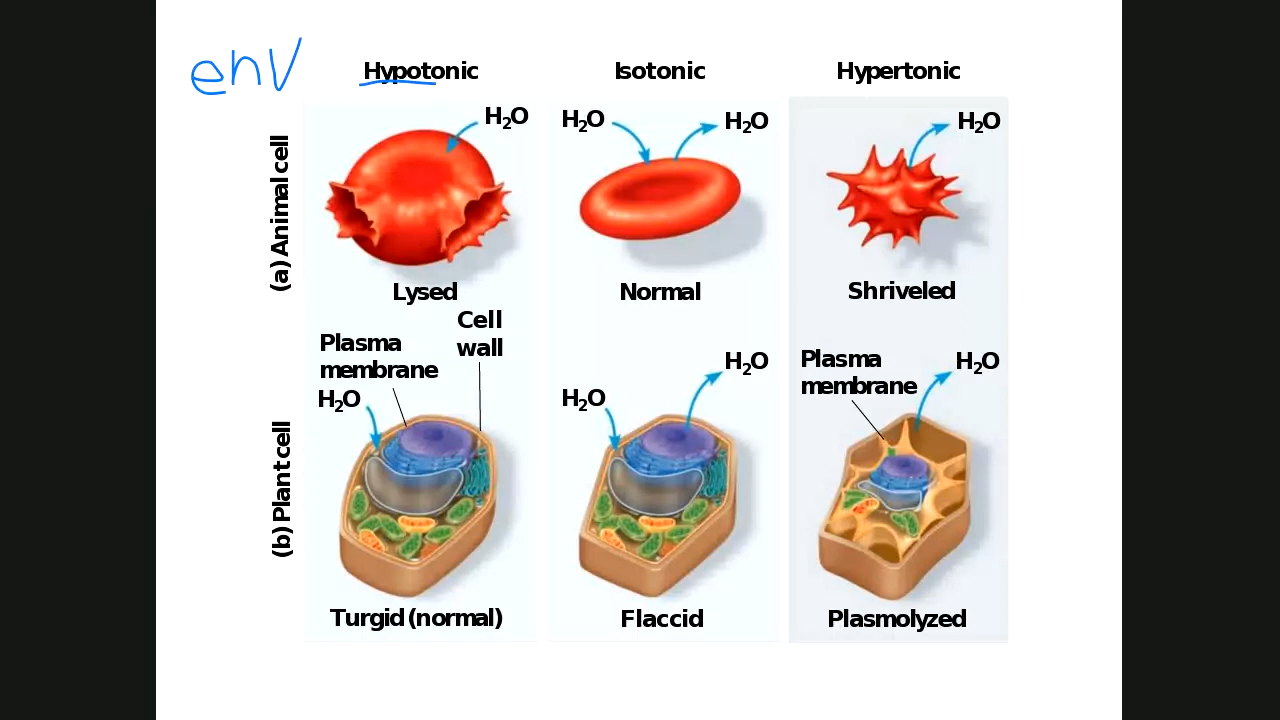 enV
Hypotonic Isotonic Hypertonic
(a) Animal cell
H₂O H₂O H₂O H₂O
Lysed Normal Shriveled
(b) Plant cell
Plasma membrane
Cell wall
H₂O H₂O H₂O
Plasma membrane
H₂O
Turgid (normal) Flaccid Plasmolyzed